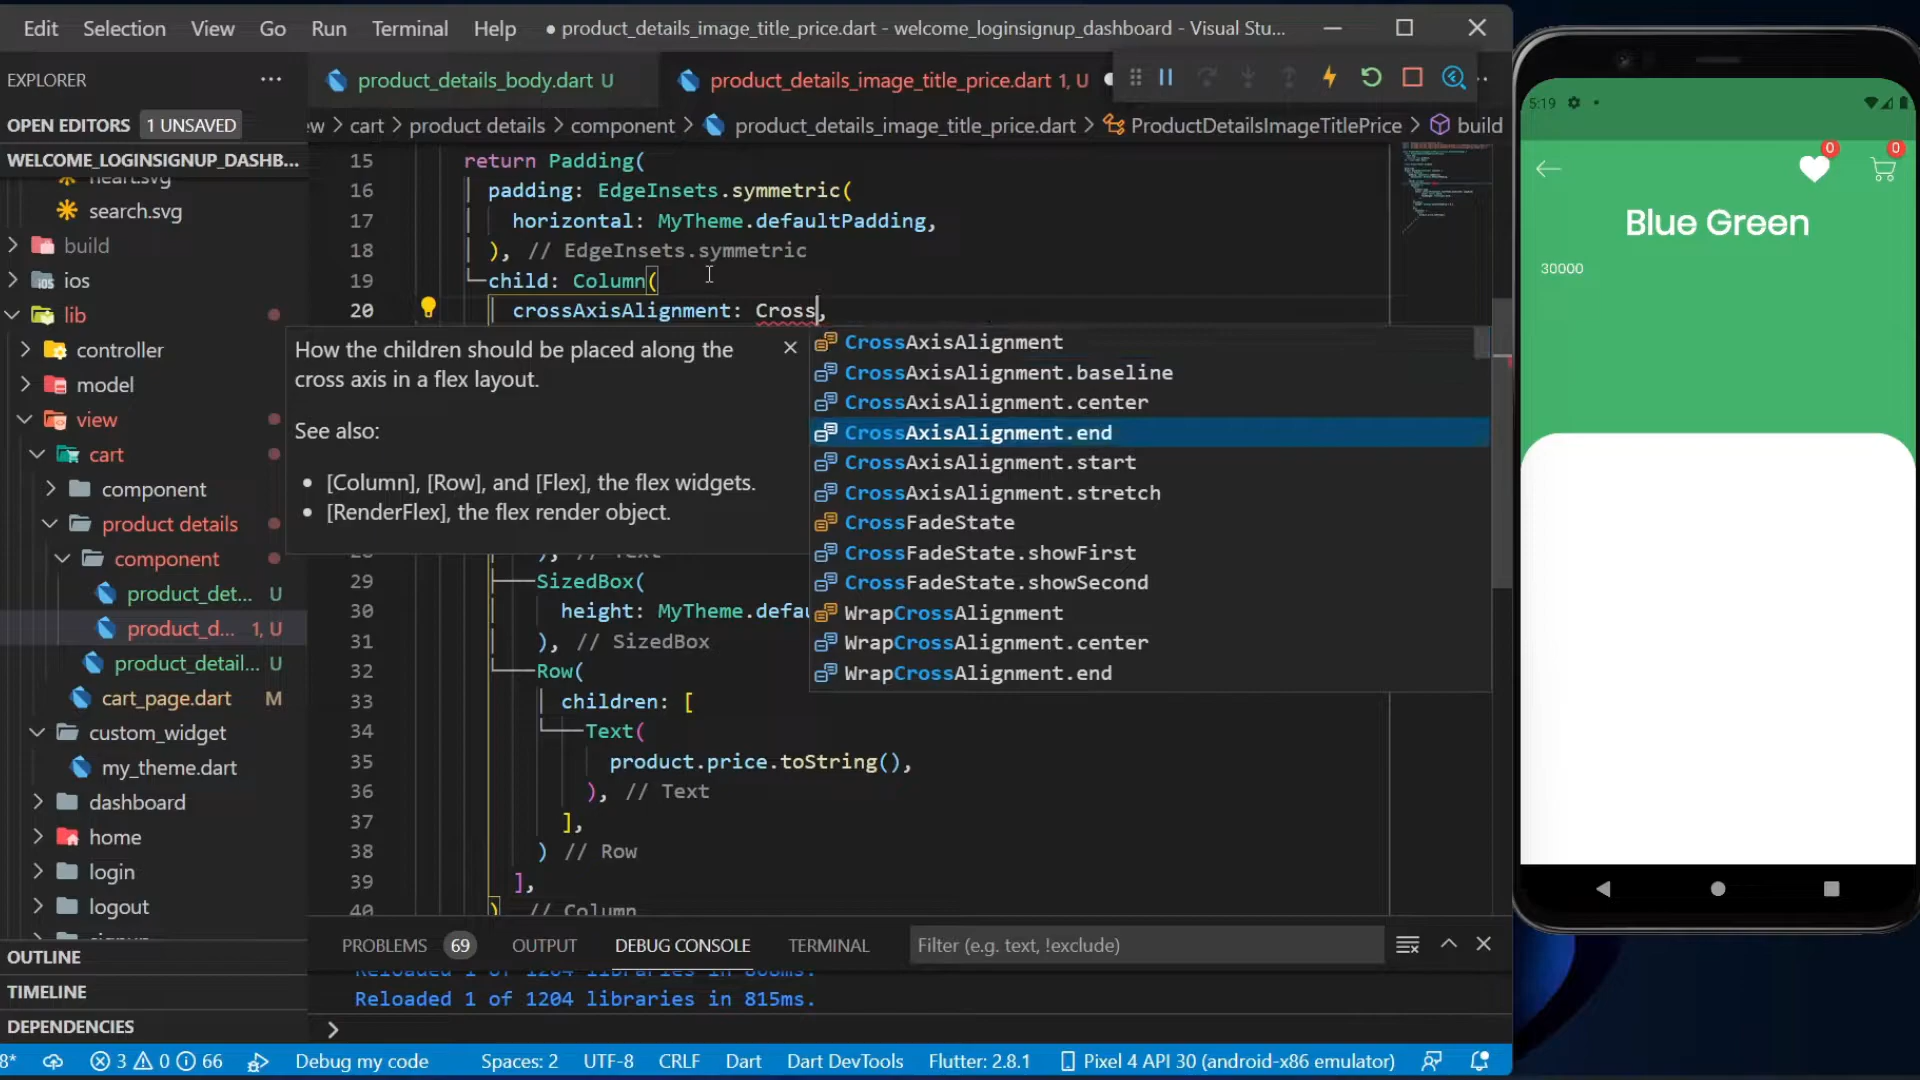 Edit Selection View Go Run Terminal Help
● product_details_image_title_price.dart - welcome_loginsignup_dashboard - Visual Stu...
EXPLORER
product_details_body.dart U
product_details_image_title_price.dart 1, U
OPEN EDITORS 1 UNSAVED
cart > product details > component > product_details_image_title_price.dart > ProductDetailsImageTitlePrice > build
WELCOME_LOGINSIGNUP_DASHB...
heart.svg
search.svg
build
ios
lib
controller
model
view
cart
component
product details
component
product_det... U
product_d... 1, U
product_detail... U
cart_page.dart M
custom_widget
my_theme.dart
dashboard
home
login
logout
OUTLINE
TIMELINE
DEPENDENCIES
15 return Padding(
16 padding: EdgeInsets.symmetric(
17 horizontal: MyTheme.defaultPadding,
18 ), // EdgeInsets.symmetric
19 child: Column(
20 crossAxisAlignment: Cross,
How the children should be placed along the
cross axis in a flex layout.
See also:
• [Column], [Row], and [Flex], the flex widgets.
• [RenderFlex], the flex render object.
CrossAxisAlignment
CrossAxisAlignment.baseline
CrossAxisAlignment.center
CrossAxisAlignment.end
CrossAxisAlignment.start
CrossAxisAlignment.stretch
CrossFadeState
CrossFadeState.showFirst
CrossFadeState.showSecond
WrapCrossAlignment
WrapCrossAlignment.center
WrapCrossAlignment.end
), // Text
29 SizedBox(
30 height: MyTheme.defau
31 ), // SizedBox
32 Row(
33 children: [
34 Text(
35 product.price.toString(),
36 ), // Text
37 ],
38 ) // Row
39 ],
40 ) // Column
PROBLEMS 69 OUTPUT DEBUG CONSOLE TERMINAL
Filter (e.g. text, !exclude)
Reloaded 1 of 1204 libraries in 815ms.
8* 3 0 66 Debug my code Spaces: 2 UTF-8 CRLF Dart Dart DevTools Flutter: 2.8.1 Pixel 4 API 30 (android-x86 emulator)
5:19
0 0
Blue Green
30000